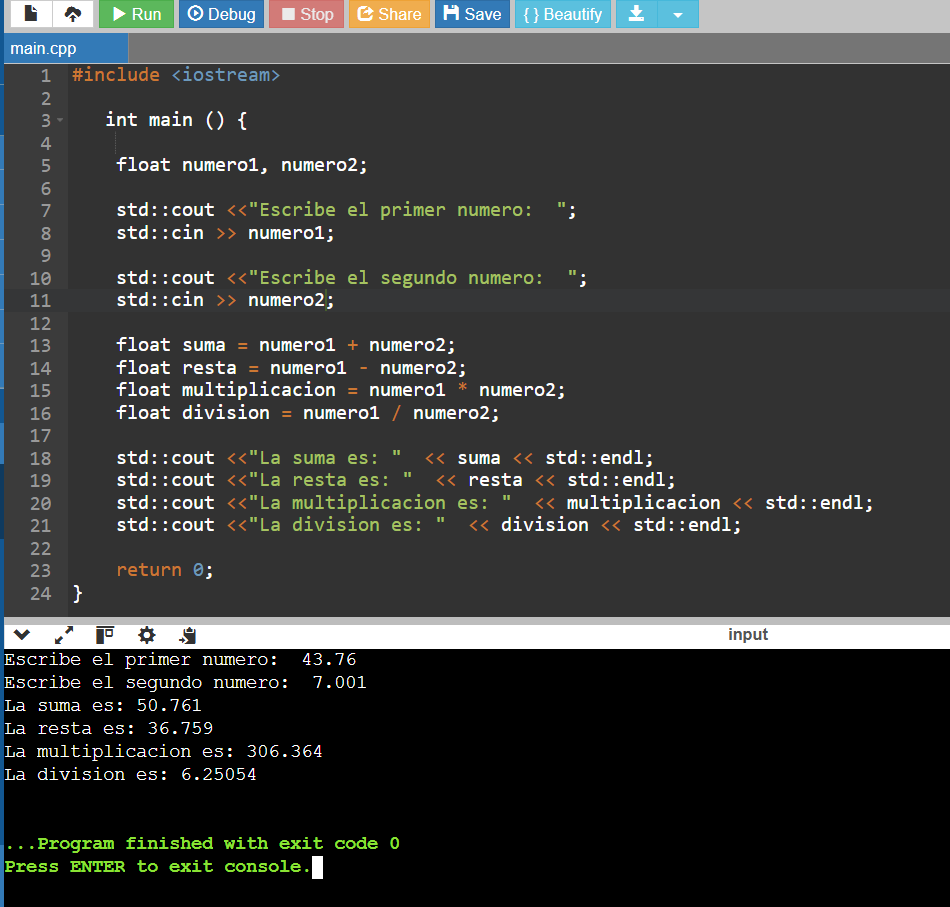 Run Debug Stop Share Save { } Beautify
main.cpp
1 #include <iostream>
2
3 int main () {
4
5 float numero1, numero2;
6
7 std::cout <<"Escribe el primer numero:  ";
8 std::cin >> numero1;
9
10 std::cout <<"Escribe el segundo numero:  ";
11 std::cin >> numero2;
12
13 float suma = numero1 + numero2;
14 float resta = numero1 - numero2;
15 float multiplicacion = numero1 * numero2;
16 float division = numero1 / numero2;
17
18 std::cout <<"La suma es: "  << suma << std::endl;
19 std::cout <<"La resta es: "  << resta << std::endl;
20 std::cout <<"La multiplicacion es: "  << multiplicacion << std::endl;
21 std::cout <<"La division es: "  << division << std::endl;
22
23 return 0;
24 }
input
Escribe el primer numero:  43.76
Escribe el segundo numero:  7.001
La suma es: 50.761
La resta es: 36.759
La multiplicacion es: 306.364
La division es: 6.25054
...Program finished with exit code 0
Press ENTER to exit console.